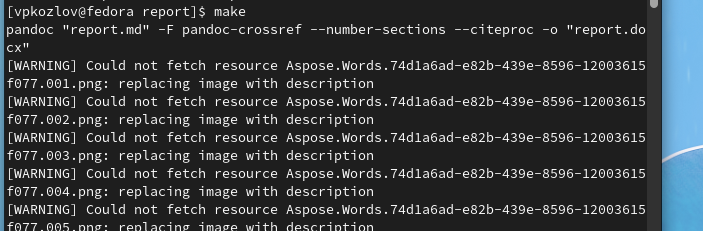 [vpkozlov@fedora report]$ make
pandoc "report.md" -F pandoc-crossref --number-sections --citeproc -o "report.do
cx"
[WARNING] Could not fetch resource Aspose.Words.74d1a6ad-e82b-439e-8596-12003615
f077.001.png: replacing image with description
[WARNING] Could not fetch resource Aspose.Words.74d1a6ad-e82b-439e-8596-12003615
f077.002.png: replacing image with description
[WARNING] Could not fetch resource Aspose.Words.74d1a6ad-e82b-439e-8596-12003615
f077.003.png: replacing image with description
[WARNING] Could not fetch resource Aspose.Words.74d1a6ad-e82b-439e-8596-12003615
f077.004.png: replacing image with description
[WARNING] Could not fetch resource Aspose.Words.74d1a6ad-e82b-439e-8596-12003615
f077.005.png: replacing image with description